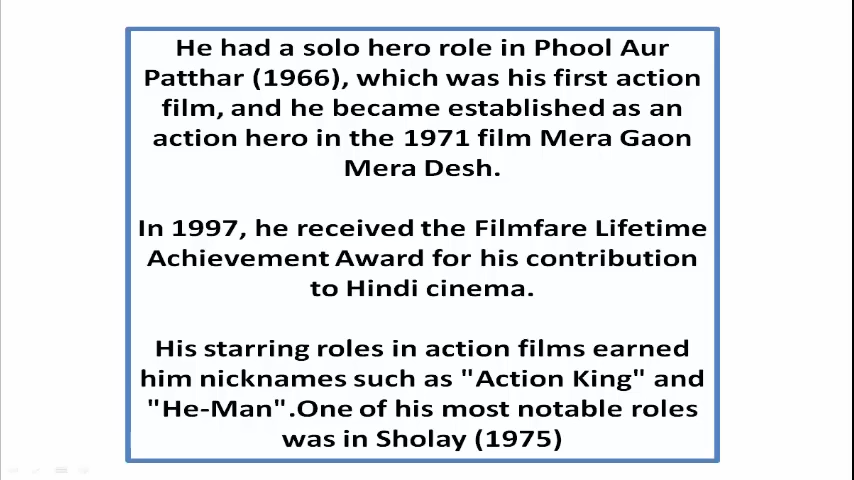 He had a solo hero role in Phool Aur
Patthar (1966), which was his first action
film, and he became established as an
action hero in the 1971 film Mera Gaon
Mera Desh.
In 1997, he received the Filmfare Lifetime
Achievement Award for his contribution
to Hindi cinema.
His starring roles in action films earned
him nicknames such as "Action King" and
"He-Man".One of his most notable roles
was in Sholay (1975)